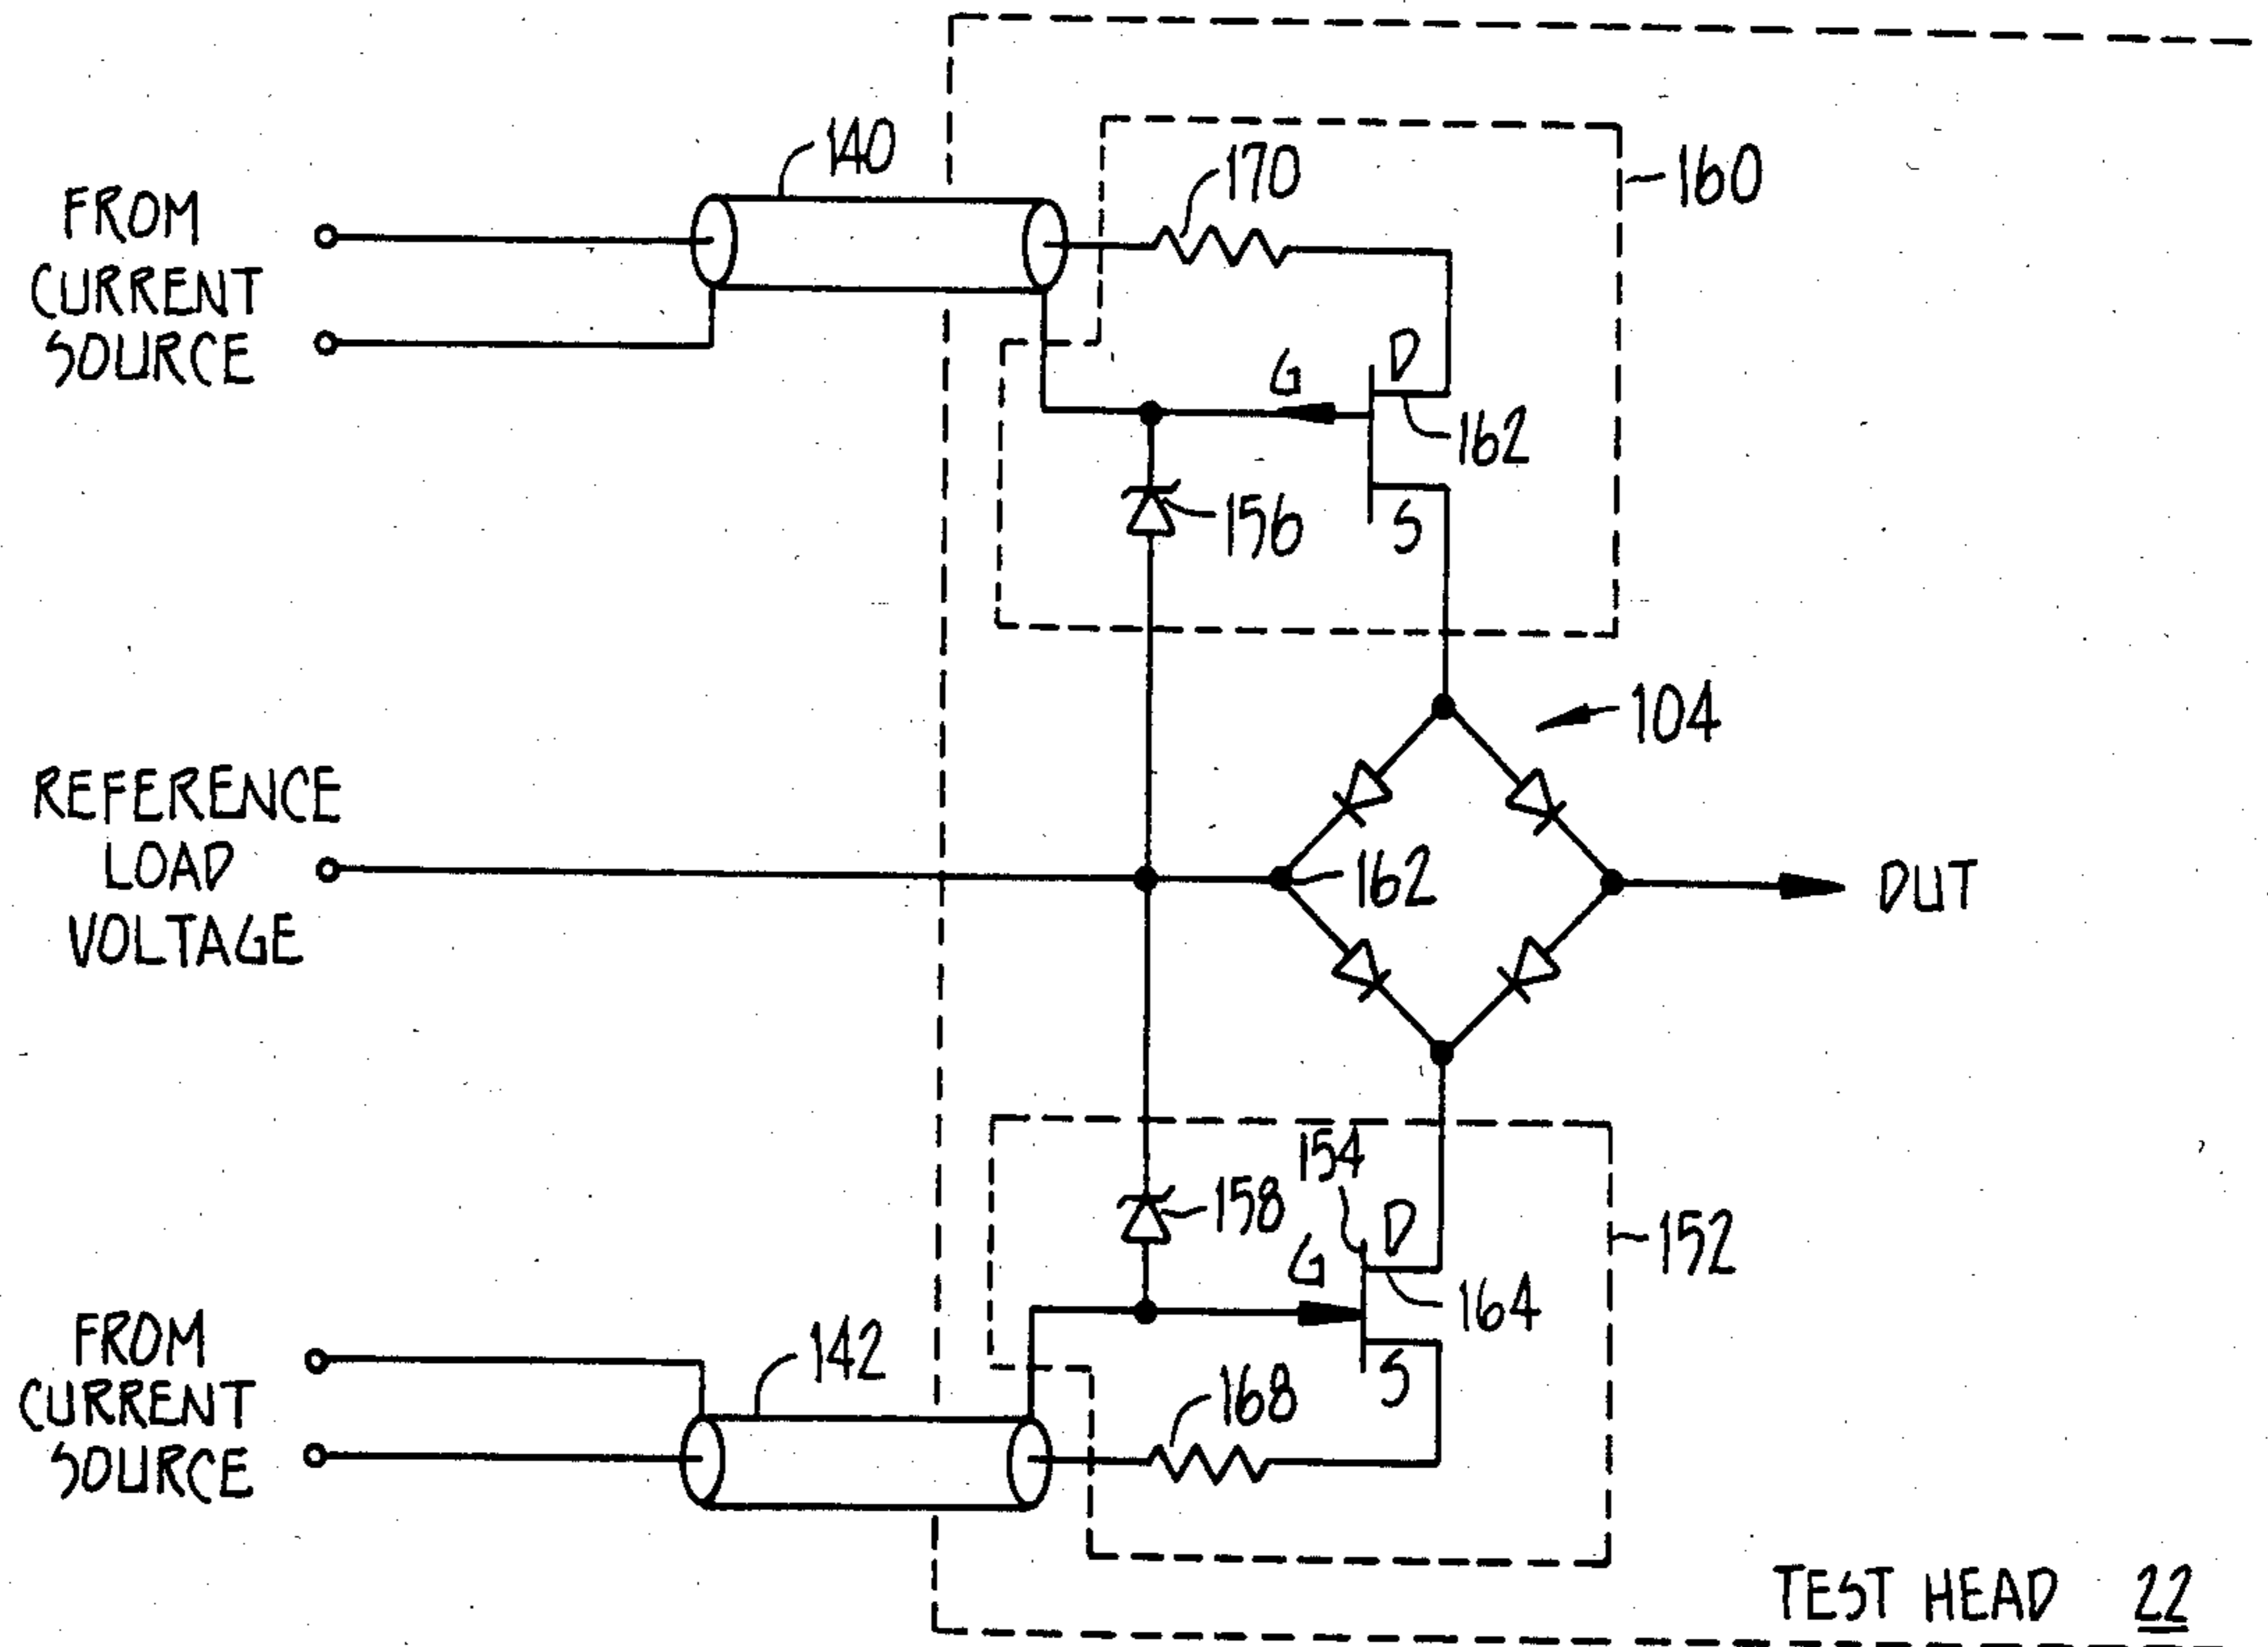 140
170
160
FROM
CURRENT
SOURCE
G
D
162
S
156
104
REFERENCE
LOAD
VOLTAGE
162
DUT
154
158
D
G
152
164
S
FROM
CURRENT
SOURCE
142
168
TEST HEAD 22